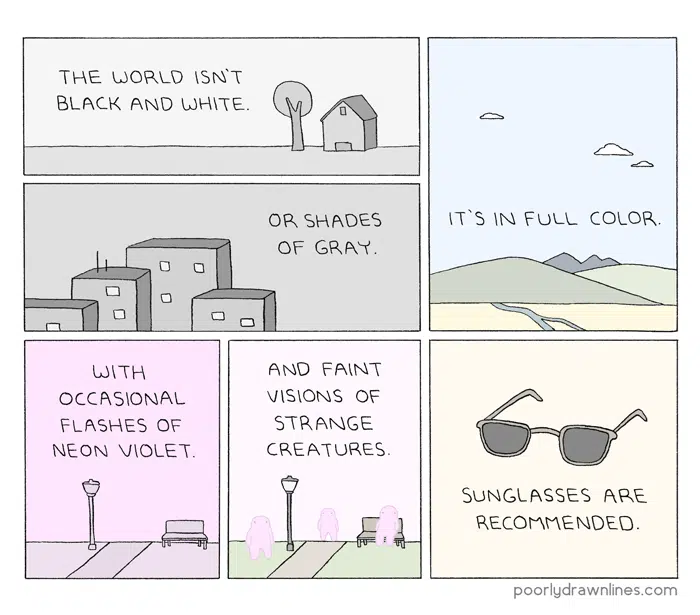 THE WORLD ISN'T
BLACK AND WHITE.
OR SHADES
OF GRAY.
IT'S IN FULL COLOR.
WITH
OCCASIONAL
FLASHES OF
NEON VIOLET.
AND FAINT
VISIONS OF
STRANGE
CREATURES.
SUNGLASSES ARE
RECOMMENDED.
poorlydrawnlines.com